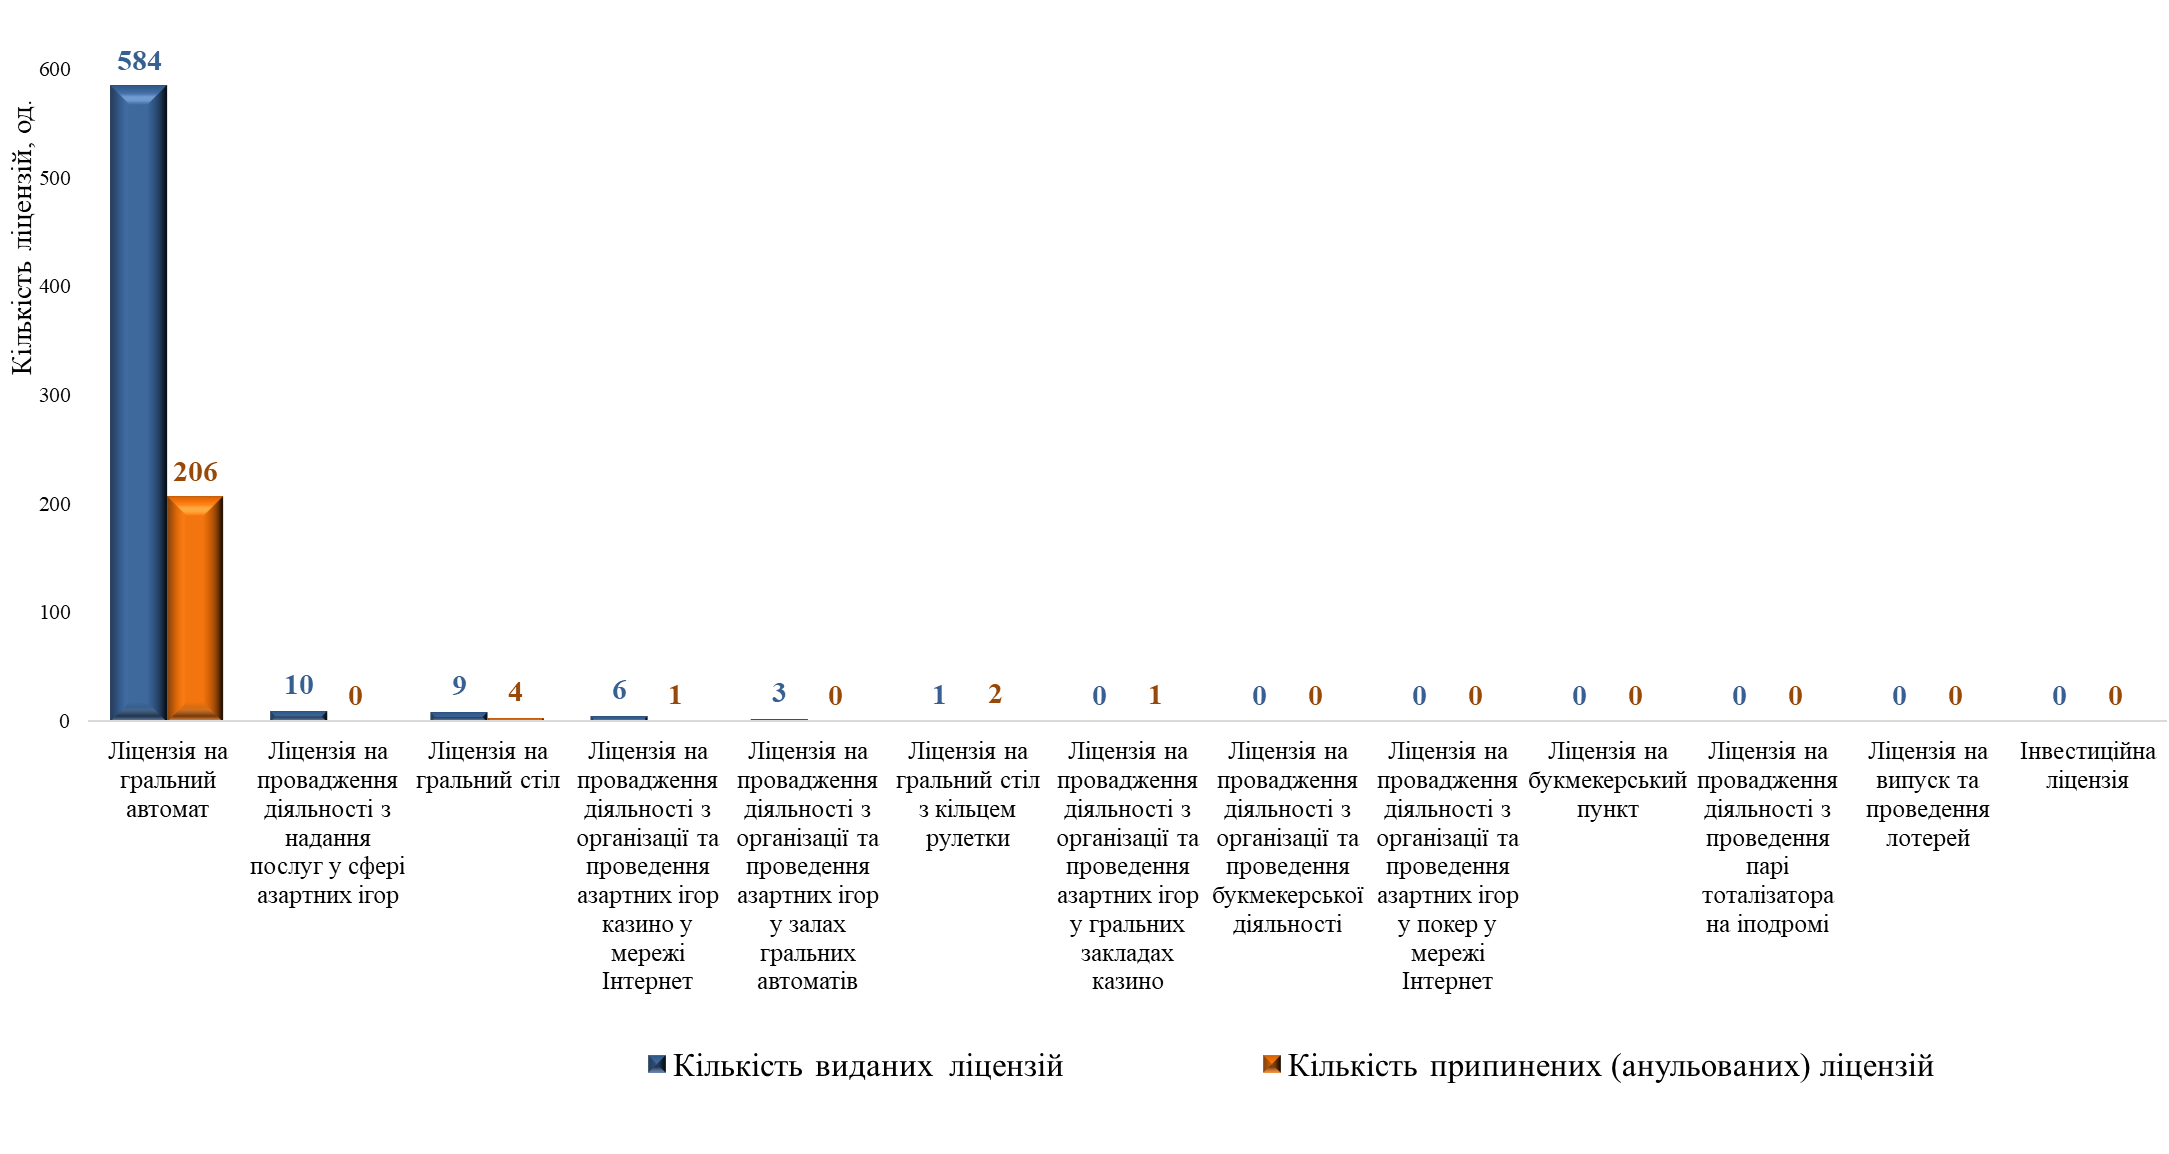 Кількість ліцензій, од.
600
500
400
300
200
100
0
584
206
10
0
9
4
6
1
3
0
1
2
0
1
0
0
0
0
0
0
0
0
0
0
0
0
Ліцензія на
гральний
автомат
Ліцензія на
провадження
діяльності з
надання
послуг у сфері
азартних ігор
Ліцензія на
гральний стіл
Ліцензія на
провадження
діяльності з
організації та
проведення
азартних ігор
казино у
мережі
Інтернет
Ліцензія на
провадження
діяльності з
організації та
проведення
азартних ігор
у залах
гральних
автоматів
Ліцензія на
гральний стіл
з кільцем
рулетки
Ліцензія на
провадження
діяльності з
організації та
проведення
азартних ігор
у гральних
закладах
казино
Ліцензія на
провадження
діяльності з
організації та
проведення
букмекерської
діяльності
Ліцензія на
провадження
діяльності з
організації та
проведення
азартних ігор
у покер у
мережі
Інтернет
Ліцензія на
букмекерський
пункт
Ліцензія на
провадження
діяльності з
проведення
парі
тоталізатора
на іподромі
Ліцензія на
випуск та
проведення
лотерей
Інвестиційна
ліцензія
Кількість виданих ліцензій
Кількість припинених (анульованих) ліцензій